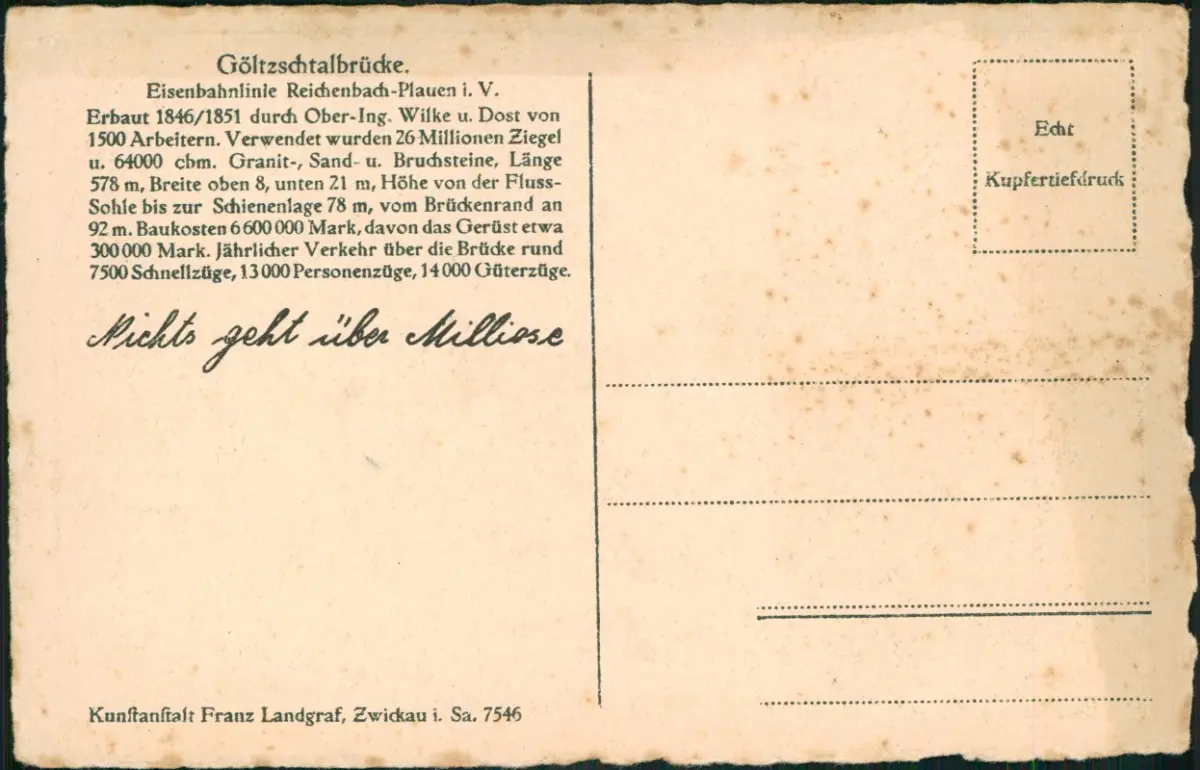 Göltzschtalbrücke.
Eisenbahnlinie Reichenbach-Plauen i. V.
Erbaut 1846/1851 durch Ober-Ing. Wilke u. Dost von
1500 Arbeitern. Verwendet wurden 26 Millionen Ziegel
u. 64000 cbm. Granit-, Sand- u. Bruchsteine, Länge
578 m, Breite oben 8, unten 21 m, Höhe von der Fluss-
Sohle bis zur Schienenlage 78 m, vom Brückenrand an
92 m. Baukosten 6600000 Mark, davon das Gerüst etwa
300000 Mark. Jährlicher Verkehr über die Brücke rund
7500 Schnellzüge, 13000 Personenzüge, 14000 Güterzüge.
Nichts geht über Milliose
Kunſtanſtalt Franz Landgraf, Zwickau i. Sa. 7546
Echt
Kupfertiefdruck